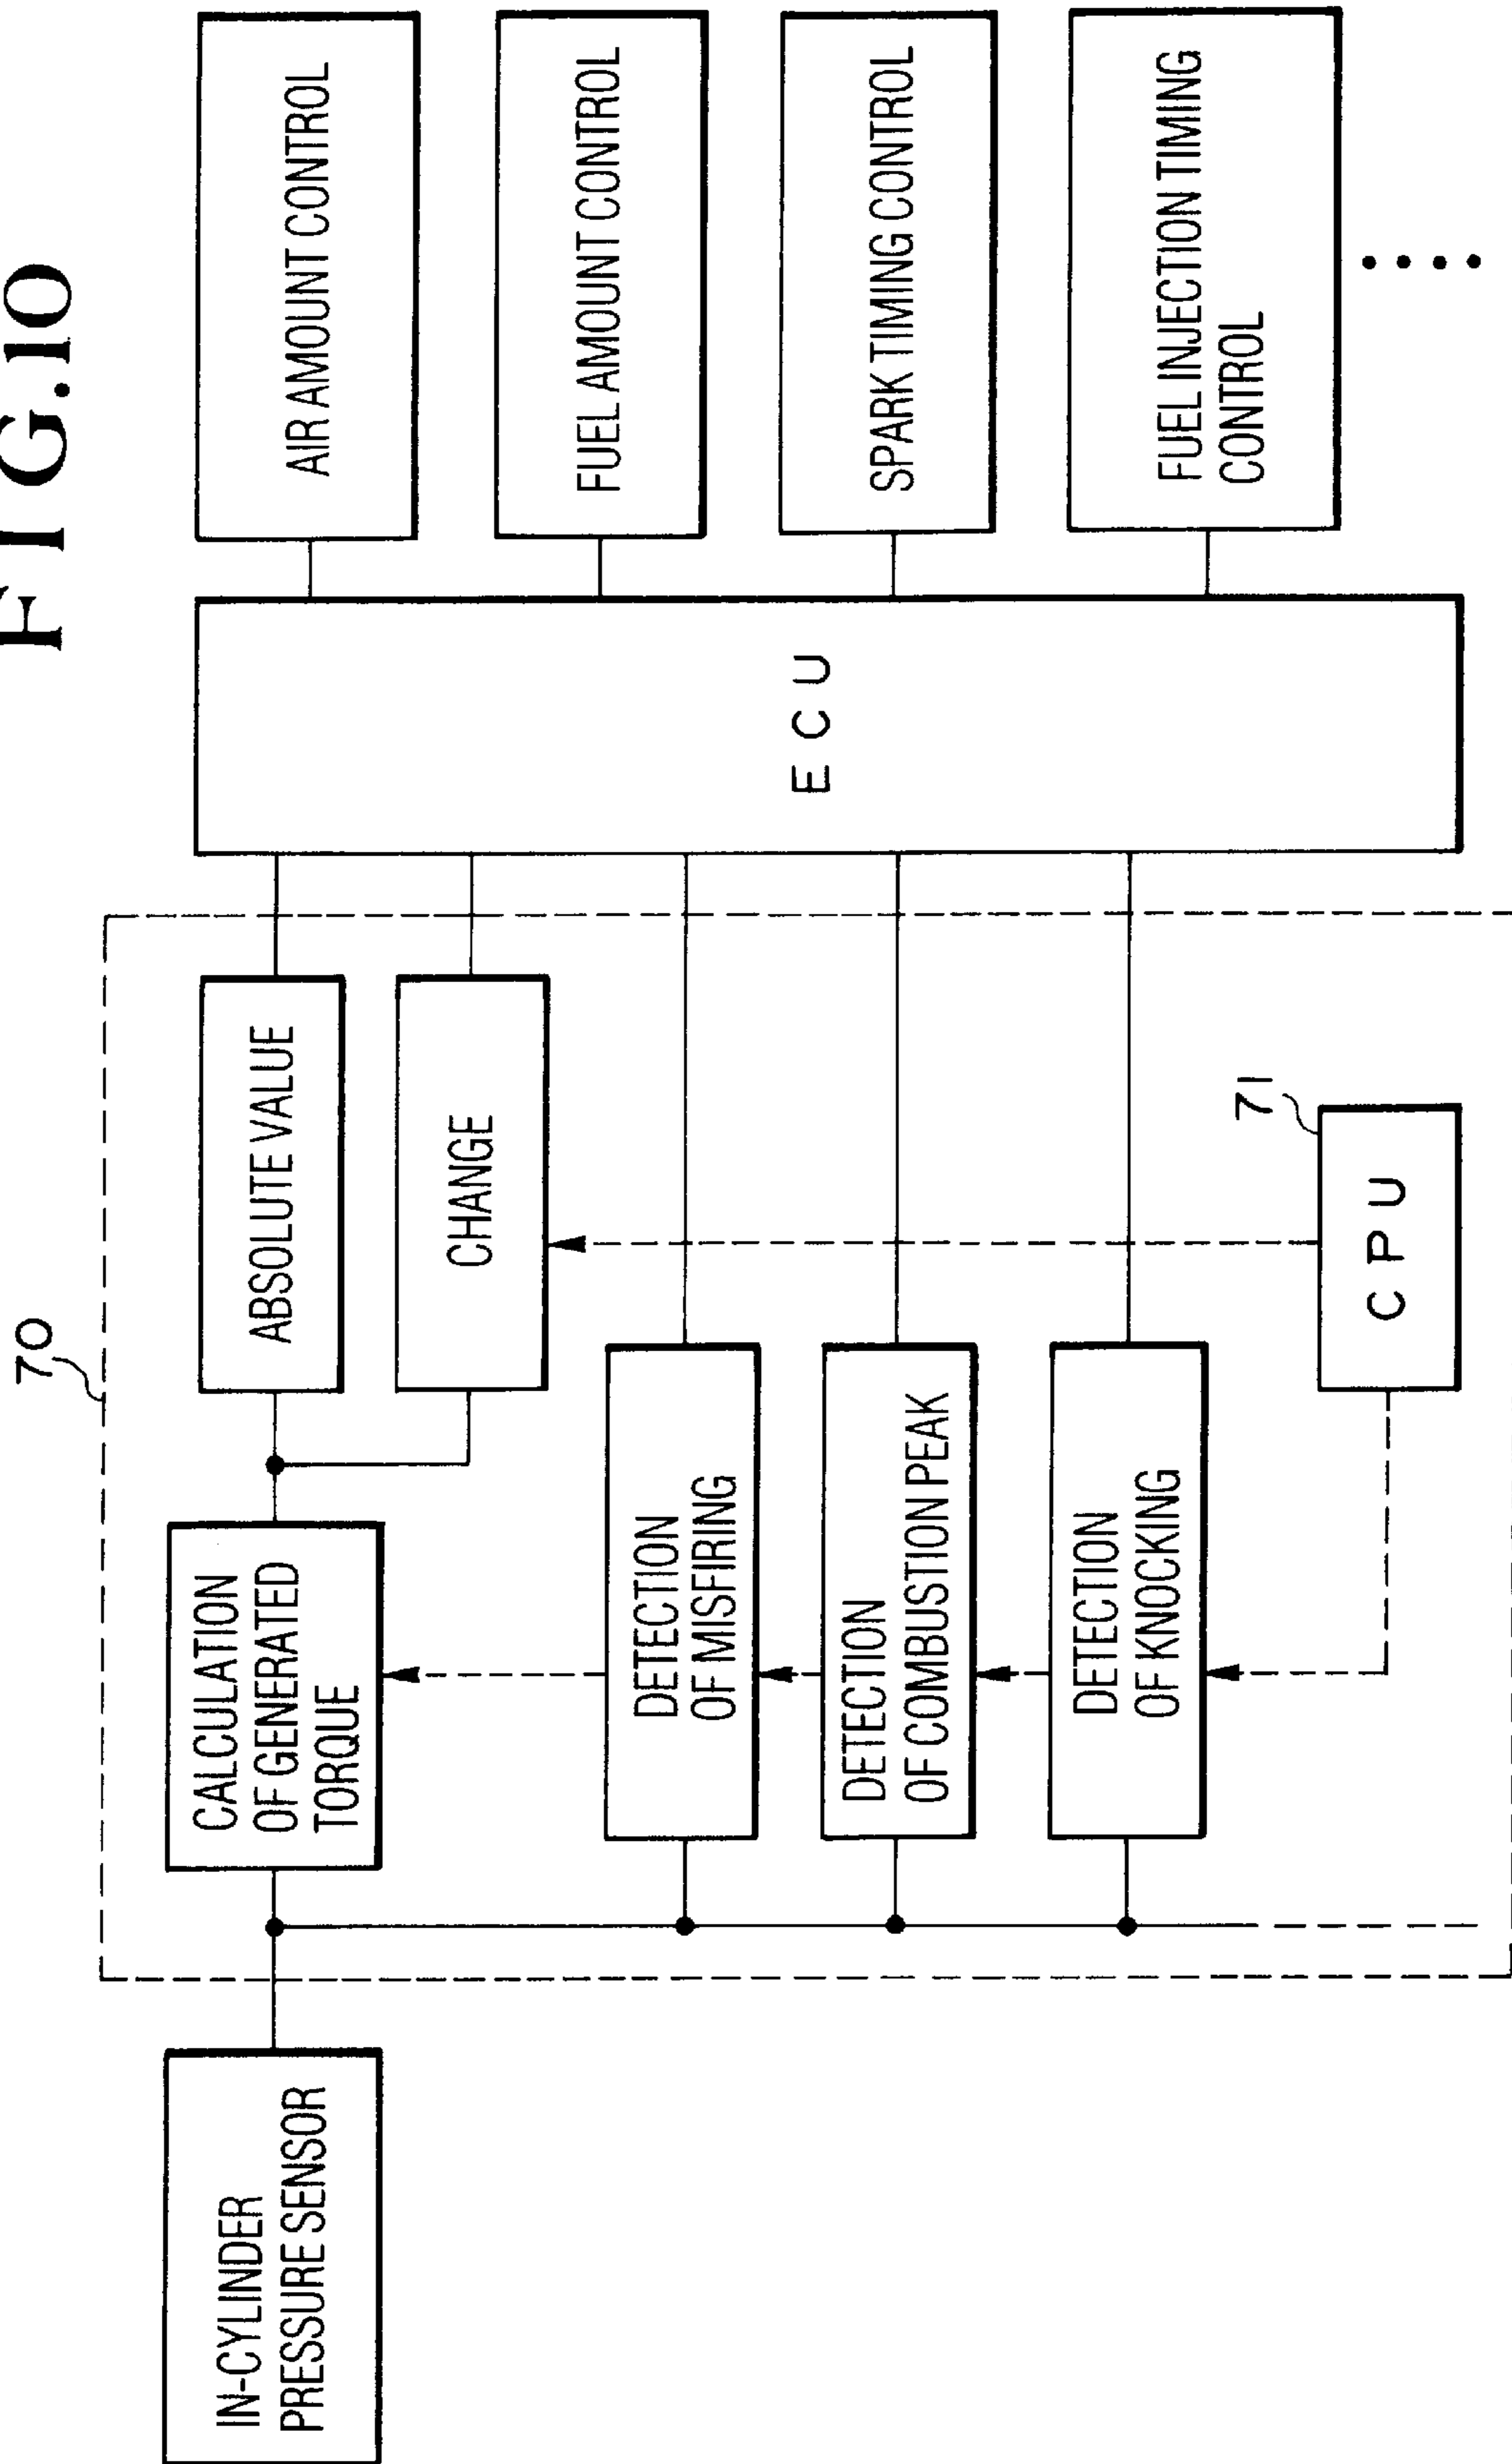 FIG.10
70
IN-CYLINDER
PRESSURE SENSOR
CALCULATION
OF GENERATED
TORQUE
ABSOLUTE VALUE
CHANGE
DETECTION
OF MISFIRING
DETECTION
OF COMBUSTION PEAK
DETECTION
OF KNOCKING
71
CPU
ECU
AIR AMOUNT CONTROL
FUEL AMOUNT CONTROL
SPARK TIMING CONTROL
FUEL INJECTION TIMING
CONTROL